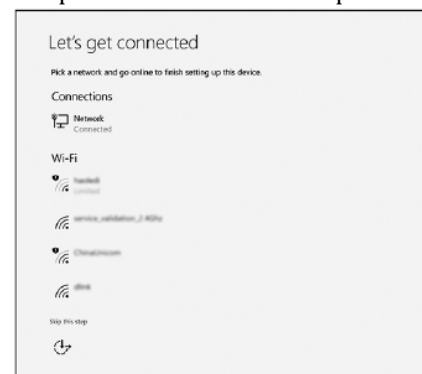 Let's get connected
Pick a network and go online to finish setting up this device.
Connections
Network
Connected
Wi-Fi
Limited
service_validation_2.4Ghz
ChinaUnicom
dlink
Skip this step